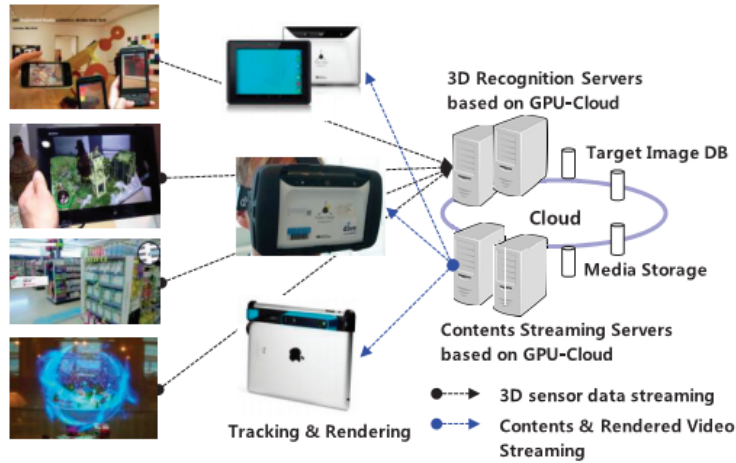 3D Recognition Servers
based on GPU-Cloud
Target Image DB
Cloud
Media Storage
Contents Streaming Servers
based on GPU-Cloud
Tracking & Rendering
3D sensor data streaming
Contents & Rendered Video
Streaming